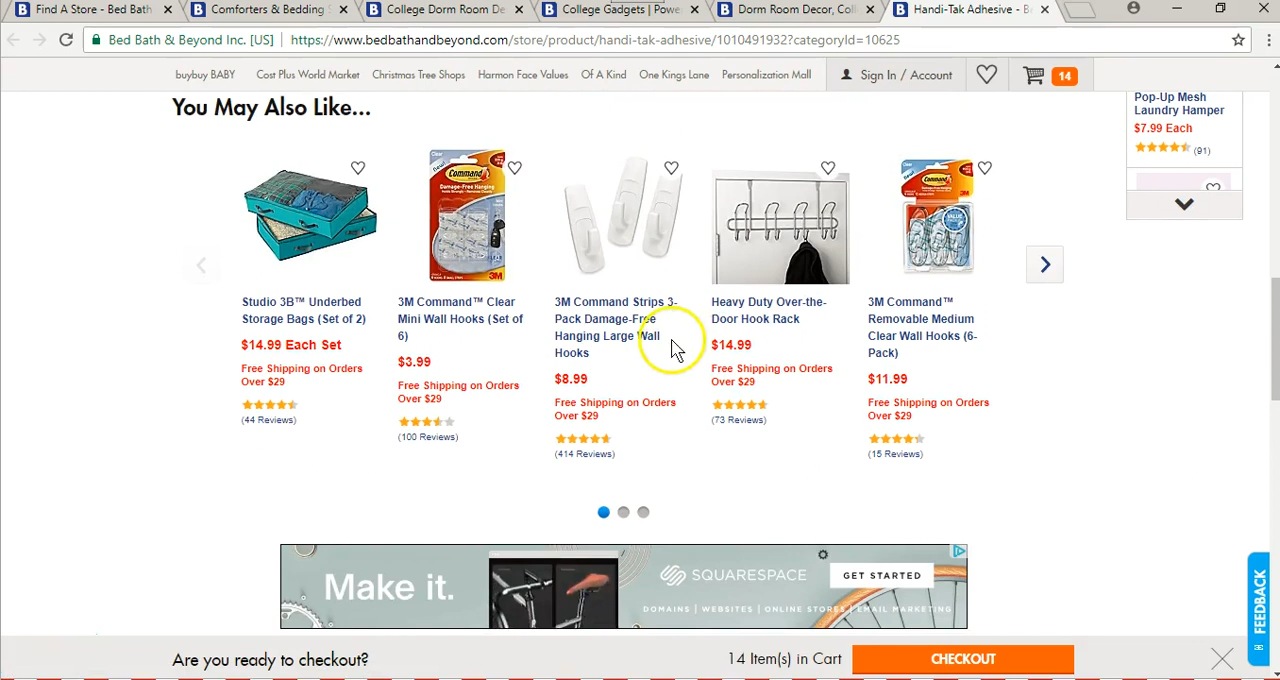 Find A Store - Bed Bath
Comforters & Bedding
College Dorm Room De
College Gadgets | Powe
Dorm Room Decor, Coll
Handi-Tak Adhesive - B
Bed Bath & Beyond Inc. [US]
https://www.bedbathandbeyond.com/store/product/handi-tak-adhesive/1010491932?categoryId=10625
buybuy BABY
Cost Plus World Market
Christmas Tree Shops
Harmon Face Values
Of A Kind
One Kings Lane
Personalization Mall
Sign In / Account
14
You May Also Like...
Pop-Up Mesh
Laundry Hamper
$7.99 Each
(91)
Studio 3B™ Underbed
Storage Bags (Set of 2)
$14.99 Each Set
Free Shipping on Orders
Over $29
(44 Reviews)
3M Command™ Clear
Mini Wall Hooks (Set of
6)
$3.99
Free Shipping on Orders
Over $29
(100 Reviews)
3M Command Strips 3-
Pack Damage-Free
Hanging Large Wall
Hooks
$8.99
Free Shipping on Orders
Over $29
(414 Reviews)
Heavy Duty Over-the-
Door Hook Rack
$14.99
Free Shipping on Orders
Over $29
(73 Reviews)
3M Command™
Removable Medium
Clear Wall Hooks (6-
Pack)
$11.99
Free Shipping on Orders
Over $29
(15 Reviews)
Make it.
SQUARESPACE
GET STARTED
DOMAINS | WEBSITES | ONLINE STORES | EMAIL MARKETING
FEEDBACK
Are you ready to checkout?
14 Item(s) in Cart
CHECKOUT